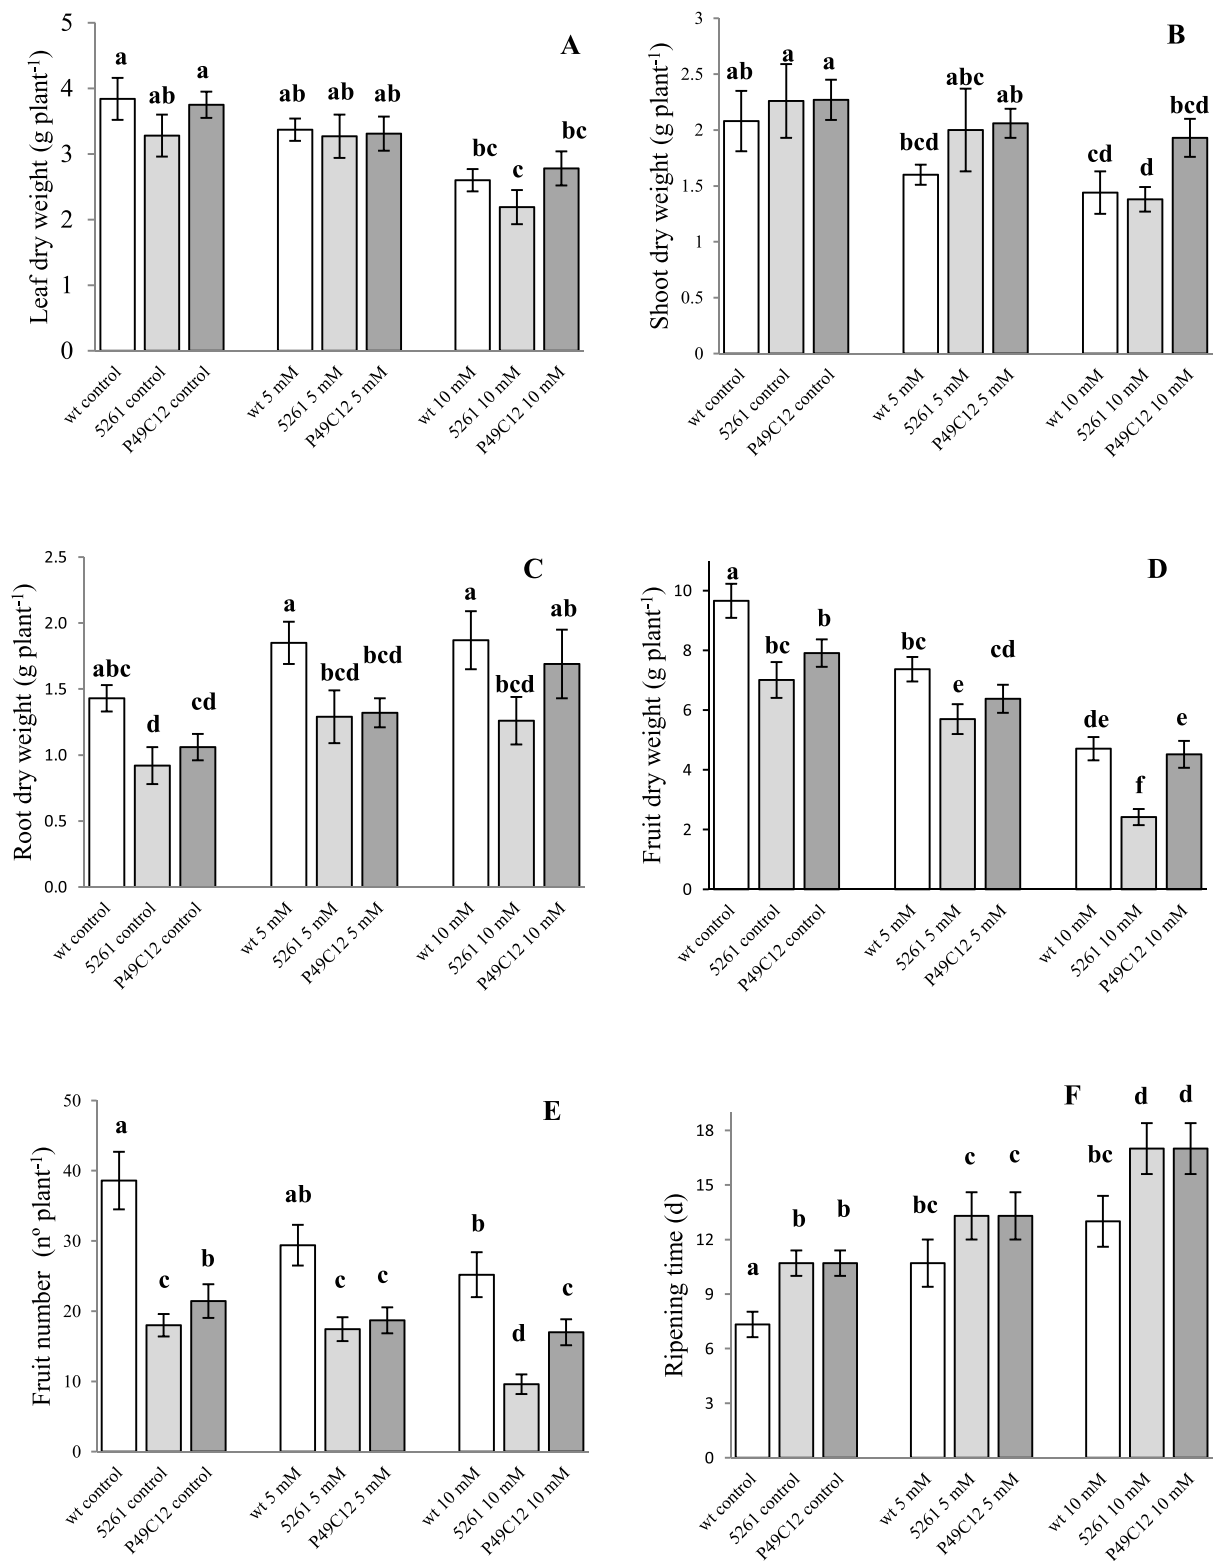 A
Leaf dry weight (g plant-1)
5
4
3
2
1
0
a
ab
a
ab
ab
ab
bc
c
bc
wt control
5261 control
P49C12 control
wt 5 mM
5261 5 mM
P49C12 5 mM
wt 10 mM
5261 10 mM
P49C12 10 mM
B
Shoot dry weight (g plant-1)
3
2.5
2
1.5
1
0.5
0
ab
a
a
bcd
abc
ab
cd
d
bcd
wt control
5261 control
P49C12 control
wt 5 mM
5261 5 mM
P49C12 5 mM
wt 10 mM
5261 10 mM
P49C12 10 mM
C
Root dry weight (g plant-1)
2.5
2.0
1.5
1.0
0.5
0.0
abc
d
cd
a
bcd
bcd
a
bcd
ab
wt control
5261 control
P49C12 control
wt 5 mM
5261 5 mM
P49C12 5 mM
wt 10 mM
5261 10 mM
P49C12 10 mM
D
Fruit dry weight (g plant-1)
10
8
6
4
2
0
a
bc
b
bc
e
cd
de
f
e
wt control
5261 control
P49C12 control
wt 5 mM
5261 5 mM
P49C12 5 mM
wt 10 mM
5261 10 mM
P49C12 10 mM
E
Fruit number (nº plant-1)
50
40
30
20
10
0
a
c
b
ab
c
c
b
d
c
wt control
5261 control
P49C12 control
wt 5 mM
5261 5 mM
P49C12 5 mM
wt 10 mM
5261 10 mM
P49C12 10 mM
F
Ripening time (d)
18
15
12
9
6
3
0
a
b
b
bc
c
c
bc
d
d
wt control
5261 control
P49C12 control
wt 5 mM
5261 5 mM
P49C12 5 mM
wt 10 mM
5261 10 mM
P49C12 10 mM